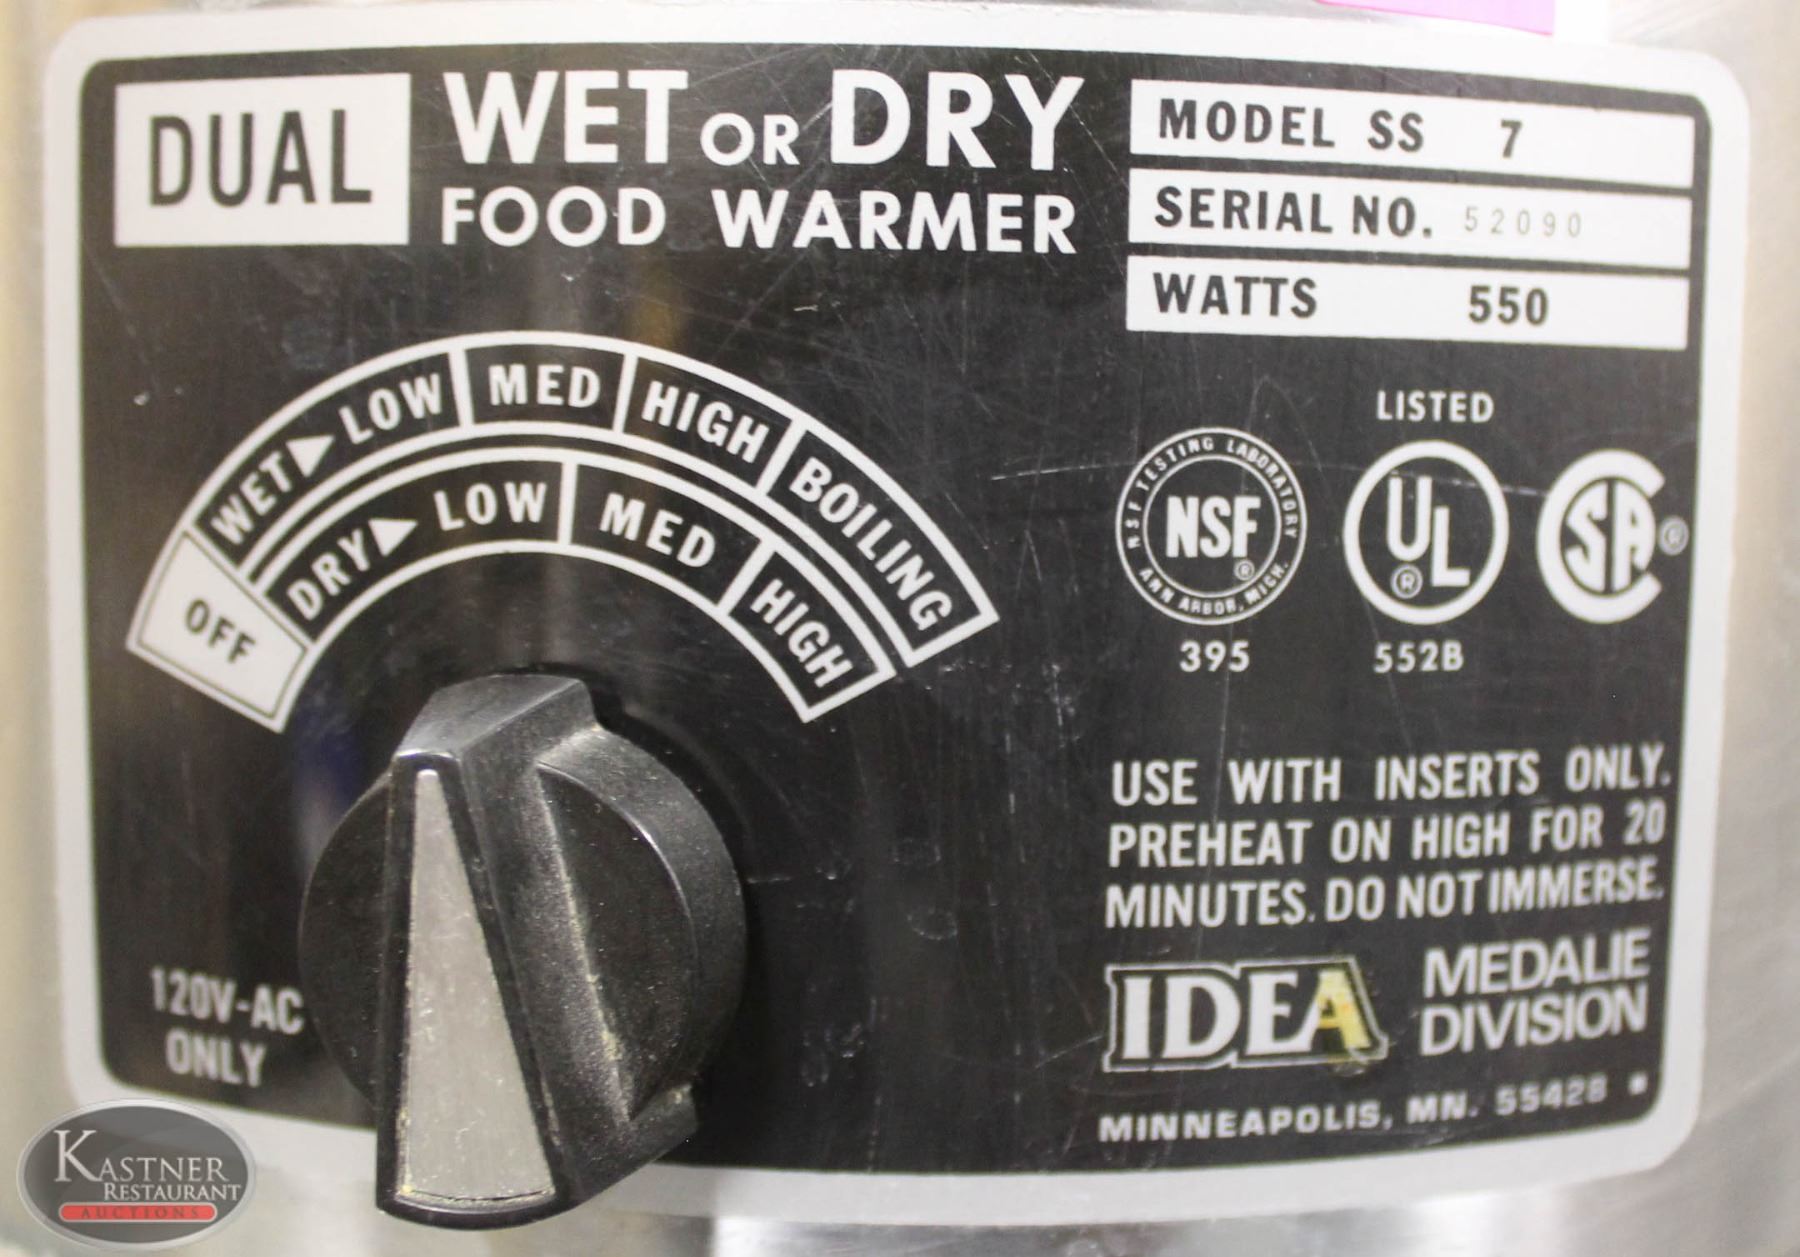 DUAL
WET OR DRY
FOOD WARMER
MODEL SS 7
SERIAL NO. 52090
WATTS 550
OFF
WET LOW MED HIGH BOILING
DRY LOW MED HIGH
LISTED
NSF TESTING LABORATORY
NSF®
ANN ARBOR, MICH.
395
UL®
552B
SA®
USE WITH INSERTS ONLY.
PREHEAT ON HIGH FOR 20
MINUTES. DO NOT IMMERSE.
120V-AC
ONLY
IDEA
MEDALIE
DIVISION
MINNEAPOLIS, MN. 55428
KASTNER
RESTAURANT
AUCTIONS